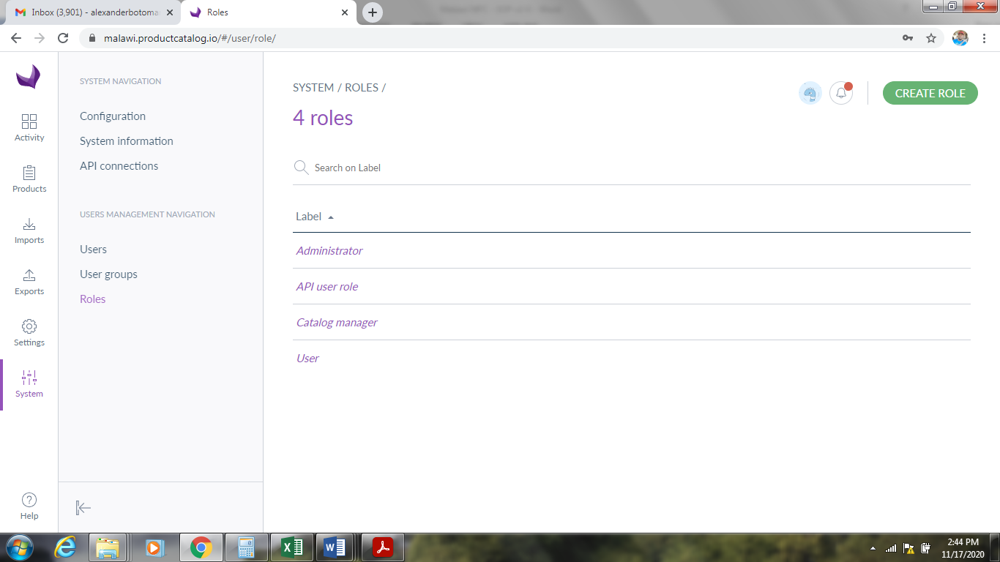 Inbox (3,901) - alexanderbotoma
Roles
malawi.productcatalog.io/#/user/role/
Activity
Products
Imports
Exports
Settings
System
Help
SYSTEM NAVIGATION
Configuration
System information
API connections
USERS MANAGEMENT NAVIGATION
Users
User groups
Roles
SYSTEM / ROLES /
CREATE ROLE
4 roles
Search on Label
Label
Administrator
API user role
Catalog manager
User
2:44 PM
11/17/2020